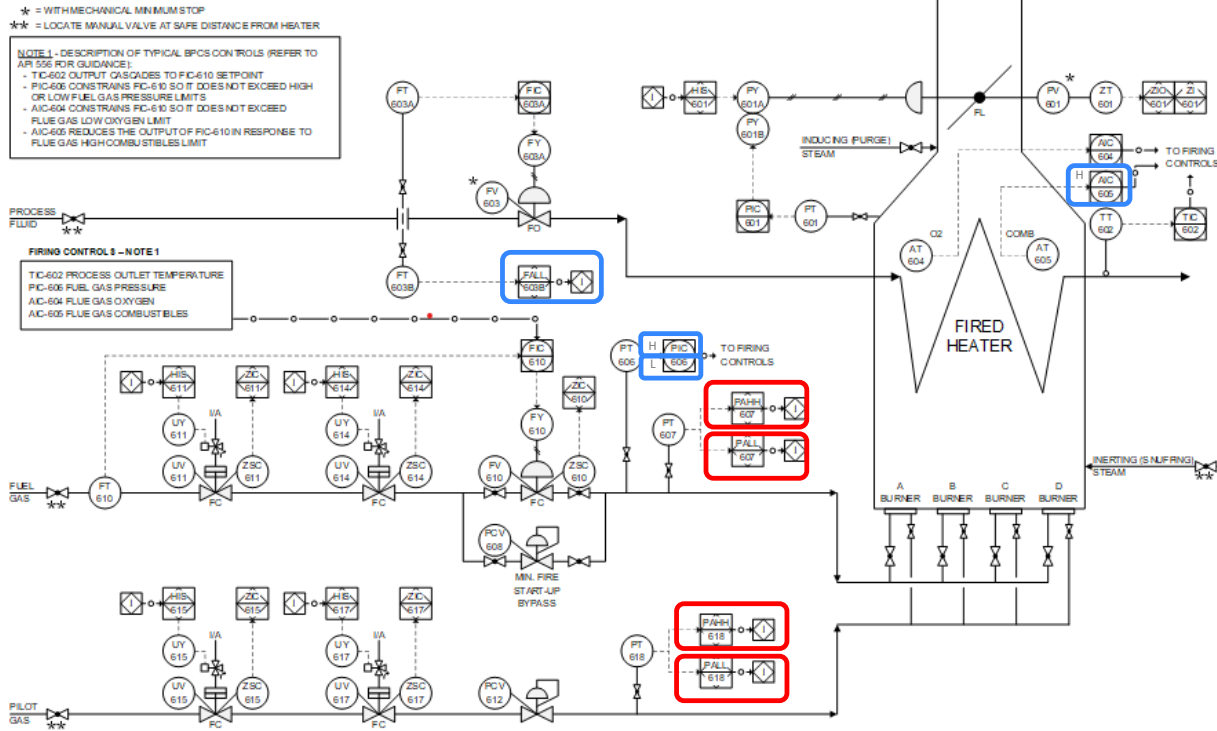 * = WITH MECHANICAL MINIMUM STOP
** = LOCATE MANUAL VALVE AT SAFE DISTANCE FROM HEATER
NOTE 1 - DESCRIPTION OF TYPICAL BPCS CONTROLS (REFER TO
API 556 FOR GUIDANCE):
- TIC-602 OUTPUT CASCADES TO FIC-610 SETPOINT
- PIC-606 CONSTRAINS FIC-610 SO IT DOES NOT EXCEED HIGH
OR LOW FUEL GAS PRESSURE LIMITS
- AIC-604 CONSTRAINS FIC-610 SO IT DOES NOT EXCEED
FLUE GAS LOW OXYGEN LIMIT
- AIC-605 REDUCES THE OUTPUT OF FIC-610 IN RESPONSE TO
FLUE GAS HIGH COMBUSTIBLES LIMIT
FT
603A
FIC
603A
FY
603A
*
FV
603
FO
PROCESS
FLUID
**
FT
603B
FALL
603B
I
I
HIS
601
PY
601A
PY
601B
PIC
601
PT
601
FL
*
PV
601
ZT
601
ZIO
601
ZI
601
INDUCING (PURGE)
STEAM
AIC
604
TO FIRING
CONTROLS
H
AIC
605
TT
602
TIC
602
O2
AT
604
COMB
AT
605
FIRED
HEATER
FIRING CONTROLS – NOTE 1
TIC-602 PROCESS OUTLET TEMPERATURE
PIC-606 FUEL GAS PRESSURE
AIC-604 FLUE GAS OXYGEN
AIC-605 FLUE GAS COMBUSTIBLES
FIC
610
PT
606
H
L
PIC
606
TO FIRING
CONTROLS
I
HIS
611
ZIC
611
I
HIS
614
ZIC
614
ZIC
610
I/A
UY
611
I/A
UY
614
FY
610
PT
607
PAHH
607
I
PALL
607
I
UV
611
ZSC
611
FC
UV
614
ZSC
614
FC
FV
610
ZSC
610
FC
FUEL
GAS
**
FT
610
PCV
608
MIN. FIRE
START-UP
BYPASS
INERTING (SNUFFING)
STEAM
**
A
BURNER
B
BURNER
C
BURNER
D
BURNER
I
HIS
615
ZIC
615
I
HIS
617
ZIC
617
I/A
UY
615
I/A
UY
617
PT
618
PAHH
618
I
PALL
618
I
UV
615
ZSC
615
FC
UV
617
ZSC
617
FC
PCV
612
PILOT
GAS
**